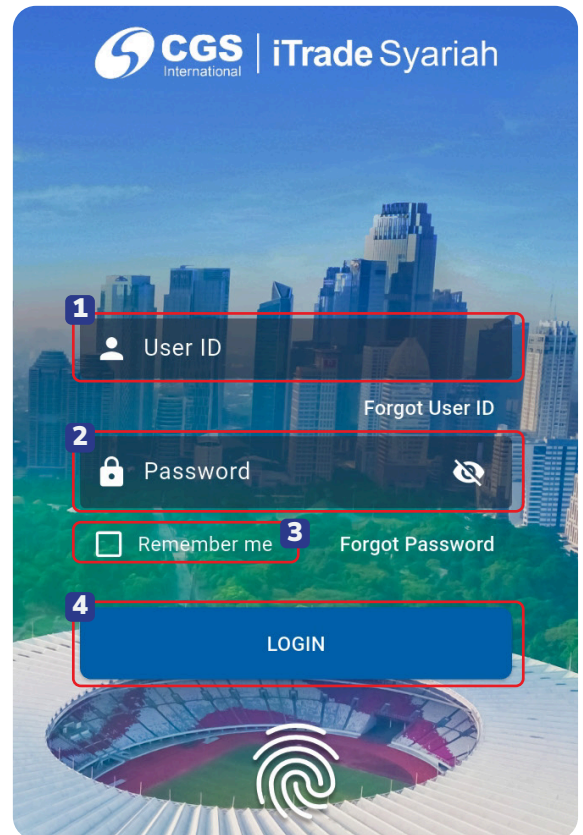 CGS International | iTrade Syariah
1
User ID
Forgot User ID
2
Password
Remember me 3 Forgot Password
4
LOGIN